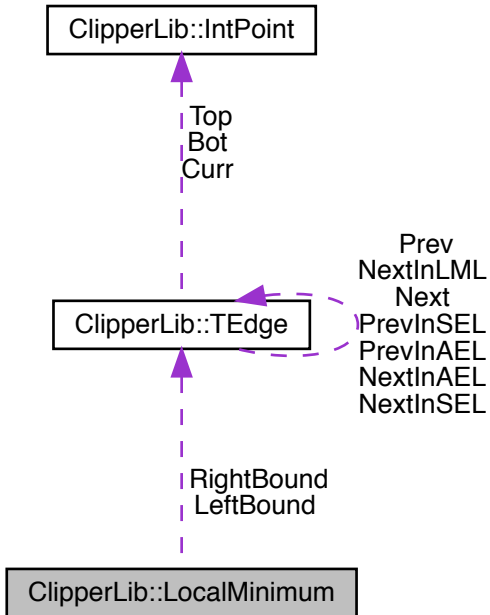 ClipperLib::IntPoint
Top
Bot
Curr
Prev
NextInLML
Next
PrevInSEL
PrevInAEL
NextInAEL
NextInSEL
ClipperLib::TEdge
RightBound
LeftBound
ClipperLib::LocalMinimum